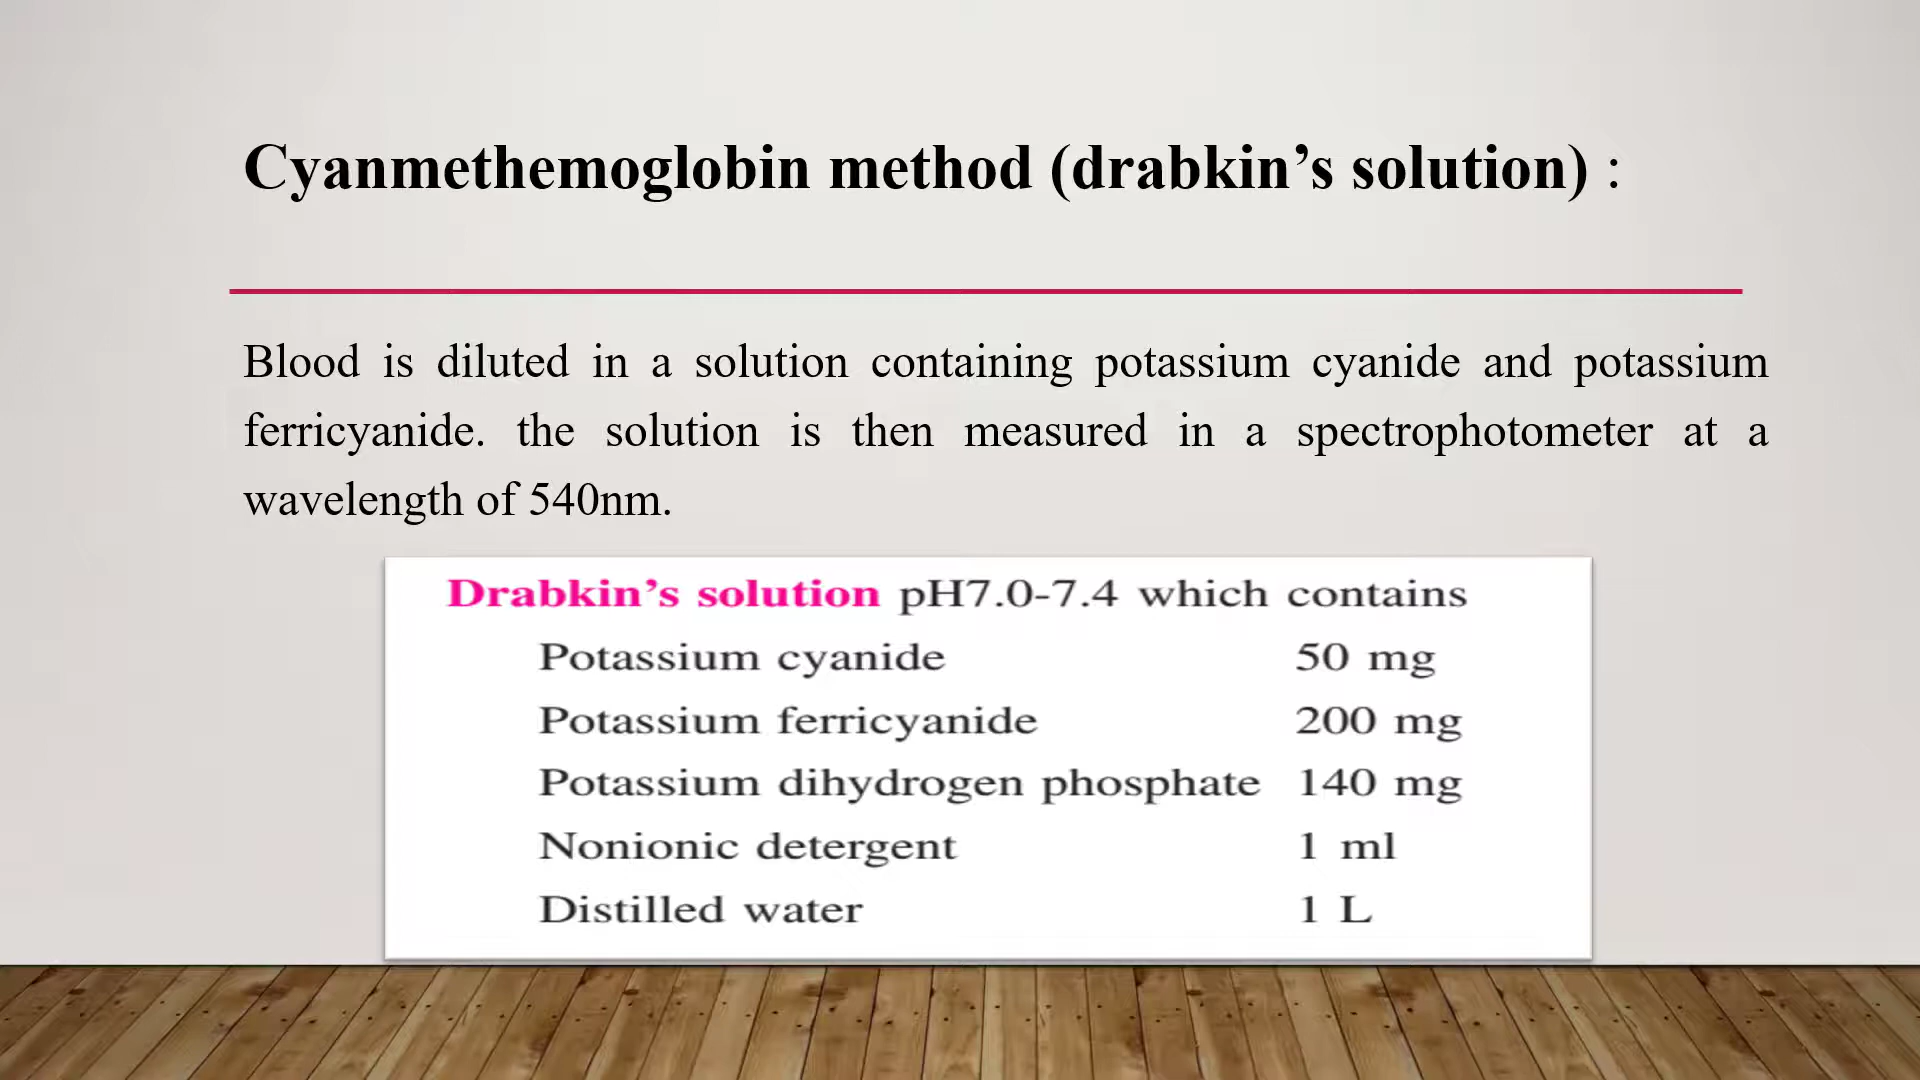 Cyanmethemoglobin method (drabkin’s solution) :
Blood is diluted in a solution containing potassium cyanide and potassium
ferricyanide. the solution is then measured in a spectrophotometer at a
wavelength of 540nm.
Drabkin’s solution pH7.0-7.4 which contains
Potassium cyanide 50 mg
Potassium ferricyanide 200 mg
Potassium dihydrogen phosphate 140 mg
Nonionic detergent 1 ml
Distilled water 1 L